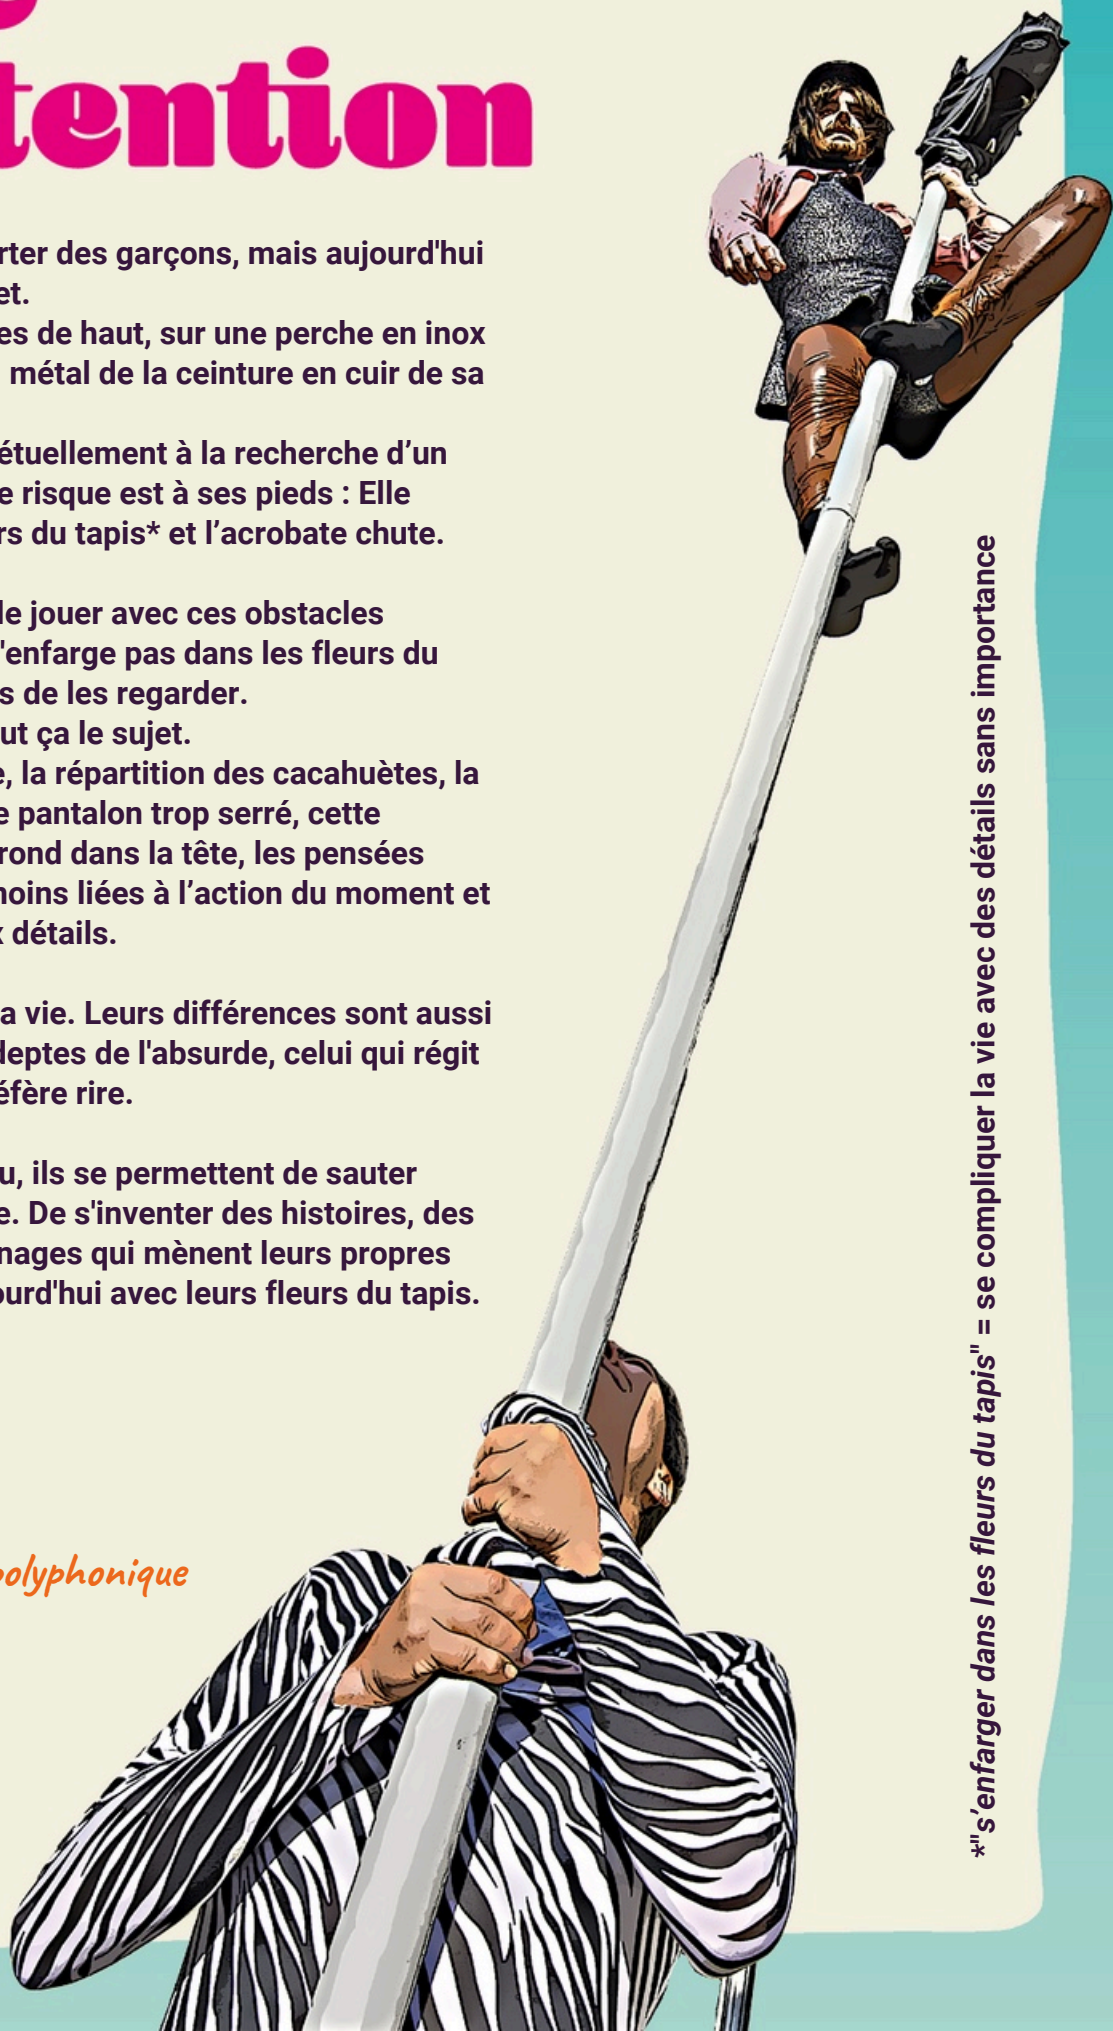 tention
rter des garçons, mais aujourd'hui
et.
es de haut, sur une perche en inox
métal de la ceinture en cuir de sa
étuellement à la recherche d’un
e risque est à ses pieds : Elle
rs du tapis* et l’acrobate chute.
de jouer avec ces obstacles
'enfarge pas dans les fleurs du
s de les regarder.
ut ça le sujet.
e, la répartition des cacahuètes, la
e pantalon trop serré, cette
rond dans la tête, les pensées
moins liées à l’action du moment et
x détails.
a vie. Leurs différences sont aussi
deptes de l'absurde, celui qui régit
éfère rire.
u, ils se permettent de sauter
e. De s'inventer des histoires, des
nages qui mènent leurs propres
ourd'hui avec leurs fleurs du tapis.
polyphonique
*"s’enfarger dans les fleurs du tapis" = se compliquer la vie avec des détails sans importance